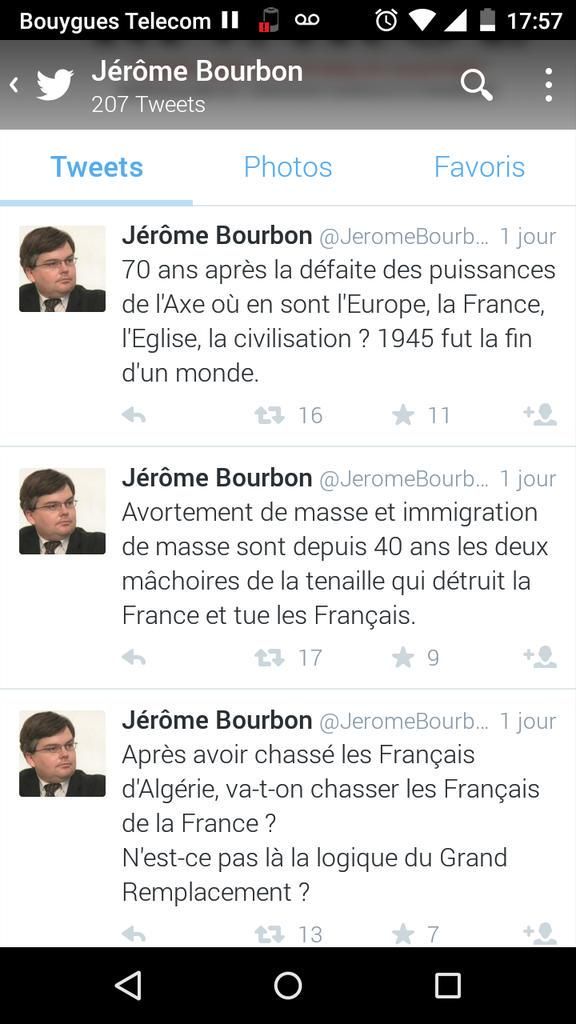 Bouygues Telecom 17:57
Jérôme Bourbon
207 Tweets
Tweets Photos Favoris
Jérôme Bourbon @JeromeBourb... 1 jour
70 ans après la défaite des puissances
de l'Axe où en sont l'Europe, la France,
l'Eglise, la civilisation ? 1945 fut la fin
d'un monde.
16 11
Jérôme Bourbon @JeromeBourb... 1 jour
Avortement de masse et immigration
de masse sont depuis 40 ans les deux
mâchoires de la tenaille qui détruit la
France et tue les Français.
17 9
Jérôme Bourbon @JeromeBourb... 1 jour
Après avoir chassé les Français
d'Algérie, va-t-on chasser les Français
de la France ?
N'est-ce pas là la logique du Grand
Remplacement ?
13 7